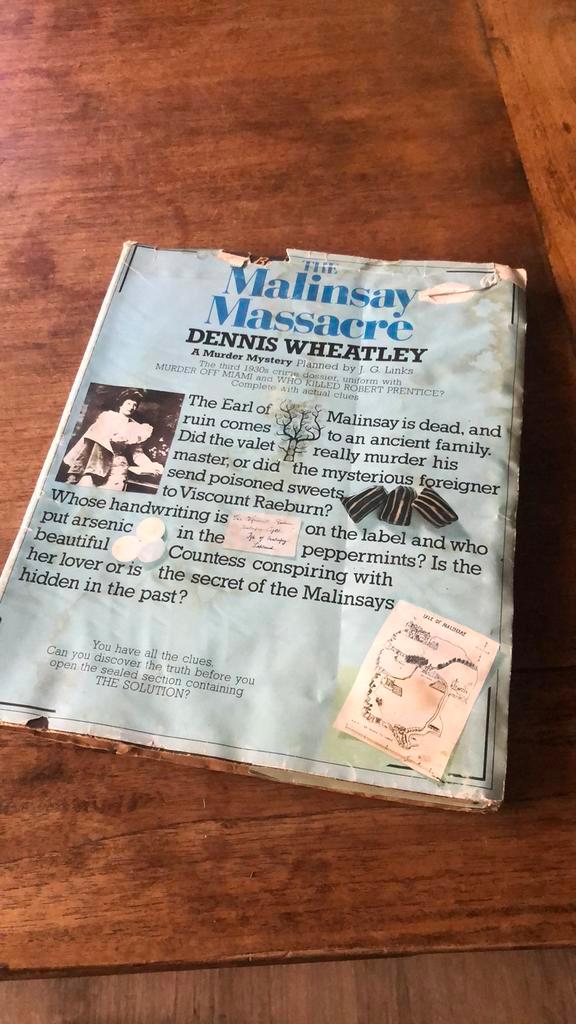 THE
Malinsay
Massacre
DENNIS WHEATLEY
A Murder Mystery Planned by J. G. Links
The third 1930s crime dossier, uniform with
MURDER OFF MIAMI and WHO KILLED ROBERT PRENTICE?
Complete with actual clues
The Earl of Malinsay is dead, and
ruin comes to an ancient family.
Did the valet really murder his
master, or did the mysterious foreigner
send poisoned sweets
to Viscount Raeburn?
Whose handwriting is on the label and who
put arsenic in the peppermints? Is the
beautiful Countess conspiring with
her lover or is the secret of the Malinsays
hidden in the past?
You have all the clues.
Can you discover the truth before you
open the sealed section containing
THE SOLUTION?
ISLE OF MALINSAY